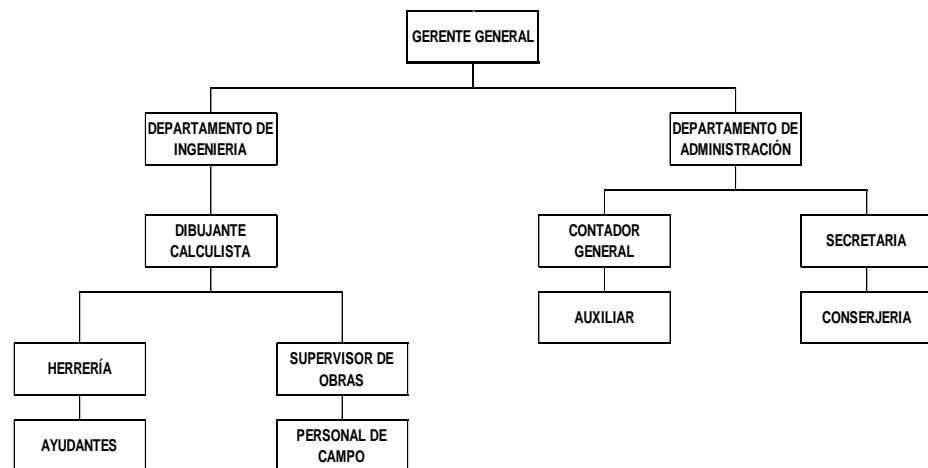 GERENTE GENERAL
DEPARTAMENTO DE
INGENIERIA
DEPARTAMENTO DE
ADMINISTRACIÓN
DIBUJANTE
CALCULISTA
CONTADOR
GENERAL
SECRETARIA
AUXILIAR
CONSERJERIA
HERRERÍA
SUPERVISOR DE
OBRAS
AYUDANTES
PERSONAL DE
CAMPO